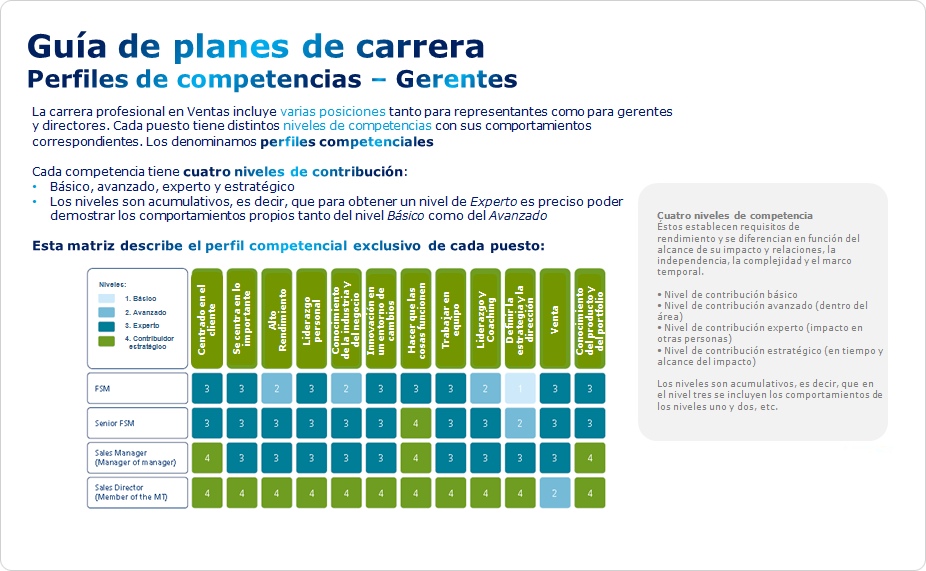 Guía de planes de carrera
Perfiles de competencias – Gerentes
La carrera profesional en Ventas incluye varias posiciones tanto para representantes como para gerentes
y directores. Cada puesto tiene distintos niveles de competencias con sus comportamientos
correspondientes. Los denominamos perfiles competenciales
Cada competencia tiene cuatro niveles de contribución:
• Básico, avanzado, experto y estratégico
• Los niveles son acumulativos, es decir, que para obtener un nivel de Experto es preciso poder
demostrar los comportamientos propios tanto del nivel Básico como del Avanzado
Esta matriz describe el perfil competencial exclusivo de cada puesto:
Niveles:
1. Básico
2. Avanzado
3. Experto
4. Contribuidor
estratégico
Centrado en el
cliente
Se centra en lo
importante
Alto
Rendimiento
Liderazgo
personal
Conocimiento
de la industria y
del negocio
Innovación en
un entorno de
cambios
Hacer que las
cosas funcionen
Trabajar en
equipo
Liderazgo y
Coaching
Definir la
estrategia y la
dirección
Venta
Conocimiento
del producto y
del portfolio
FSM 3 3 2 3 2 3 3 3 2 1 3 3
Senior FSM 3 3 3 3 3 3 4 3 3 2 3 3
Sales Manager
(Manager of manager) 4 3 3 3 3 3 4 3 3 3 3 4
Sales Director
(Member of the MT) 4 4 4 4 4 4 4 4 4 4 2 4
Cuatro niveles de competencia
Éstos establecen requisitos de
rendimiento y se diferencian en función del
alcance de su impacto y relaciones, la
independencia, la complejidad y el marco
temporal.
• Nivel de contribución básico
• Nivel de contribución avanzado (dentro del
área)
• Nivel de contribución experto (impacto en
otras personas)
• Nivel de contribución estratégico (en tiempo y
alcance del impacto)
Los niveles son acumulativos, es decir, que en
el nivel tres se incluyen los comportamientos de
los niveles uno y dos, etc.